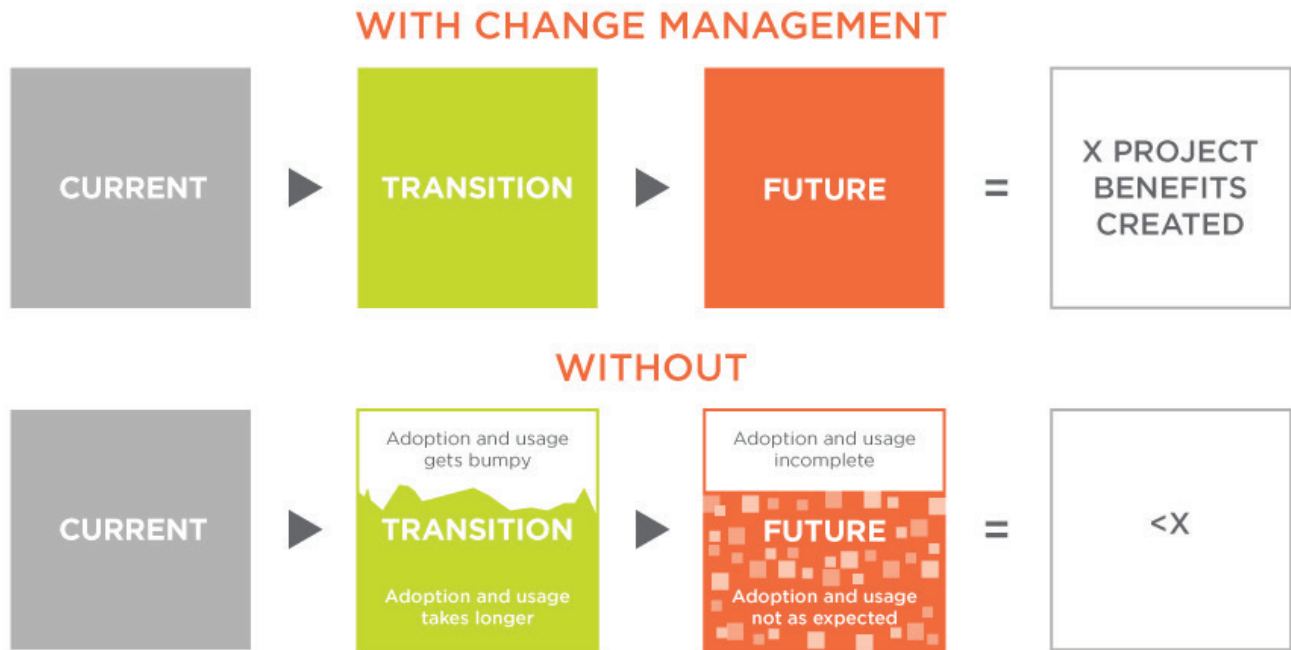 WITH CHANGE MANAGEMENT
CURRENT
TRANSITION
FUTURE
=
X PROJECT
BENEFITS
CREATED
WITHOUT
CURRENT
Adoption and usage
gets bumpy
TRANSITION
Adoption and usage
takes longer
Adoption and usage
incomplete
FUTURE
Adoption and usage
not as expected
=
<X